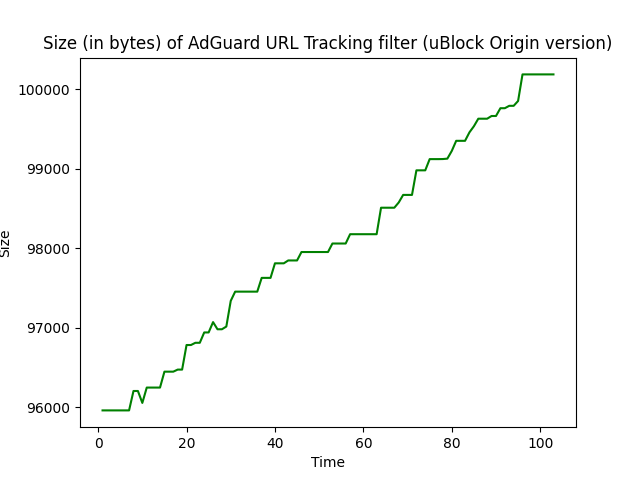 Size (in bytes) of AdGuard URL Tracking filter (uBlock Origin version)
100000
99000
98000
97000
96000
Size
0 20 40 60 80 100
Time